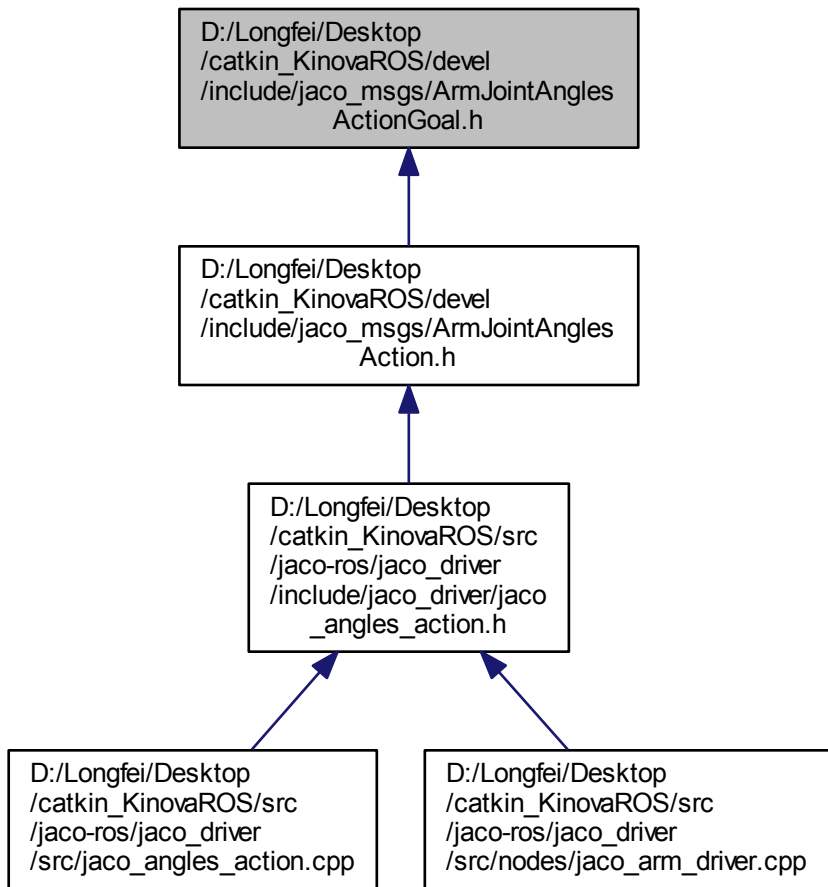 D:/Longfei/Desktop
/catkin_KinovaROS/devel
/include/jaco_msgs/ArmJointAngles
ActionGoal.h
D:/Longfei/Desktop
/catkin_KinovaROS/devel
/include/jaco_msgs/ArmJointAngles
Action.h
D:/Longfei/Desktop
/catkin_KinovaROS/src
/jaco-ros/jaco_driver
/include/jaco_driver/jaco
_angles_action.h
D:/Longfei/Desktop
/catkin_KinovaROS/src
/jaco-ros/jaco_driver
/src/jaco_angles_action.cpp
D:/Longfei/Desktop
/catkin_KinovaROS/src
/jaco-ros/jaco_driver
/src/nodes/jaco_arm_driver.cpp